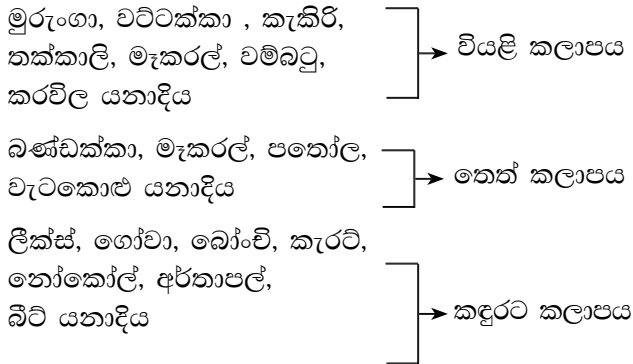 මුරුංගා, වට්ටක්කා , කැකිරි,
තක්කාලි, මෑකරල්, වම්බටු,
කරවිල යනාදිය
වියළි කලාපය
බණ්ඩක්කා, මෑකරල්, පතෝල,
වැටකොළු යනාදිය
තෙත් කලාපය
ලීක්ස්, ගෝවා, බෝංචි, කැරට්,
නෝකෝල්, අර්තාපල්,
බීට් යනාදිය
කඳුරට කලාපය